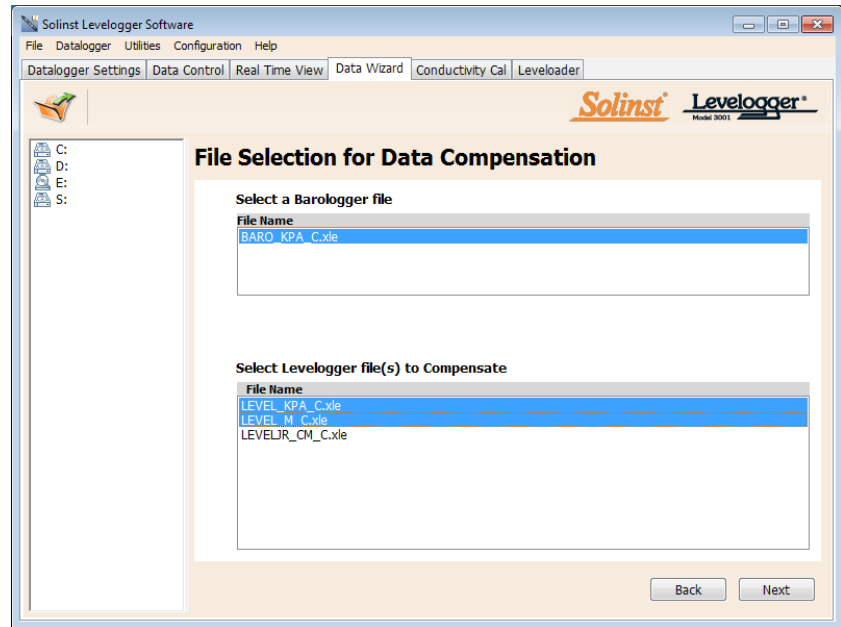 Solinst Levelogger Software
File Datalogger Utilities Configuration Help
Datalogger Settings Data Control Real Time View Data Wizard Conductivity Cal Leveloader
Solinst Levelogger
Model 3001
C:
D:
E:
S:
File Selection for Data Compensation
Select a Barologger file
File Name
BARO_KPA_C.xle
Select Levelogger file(s) to Compensate
File Name
LEVEL_KPA_C.xle
LEVEL_M_C.xle
LEVELJR_CM_C.xle
Back Next